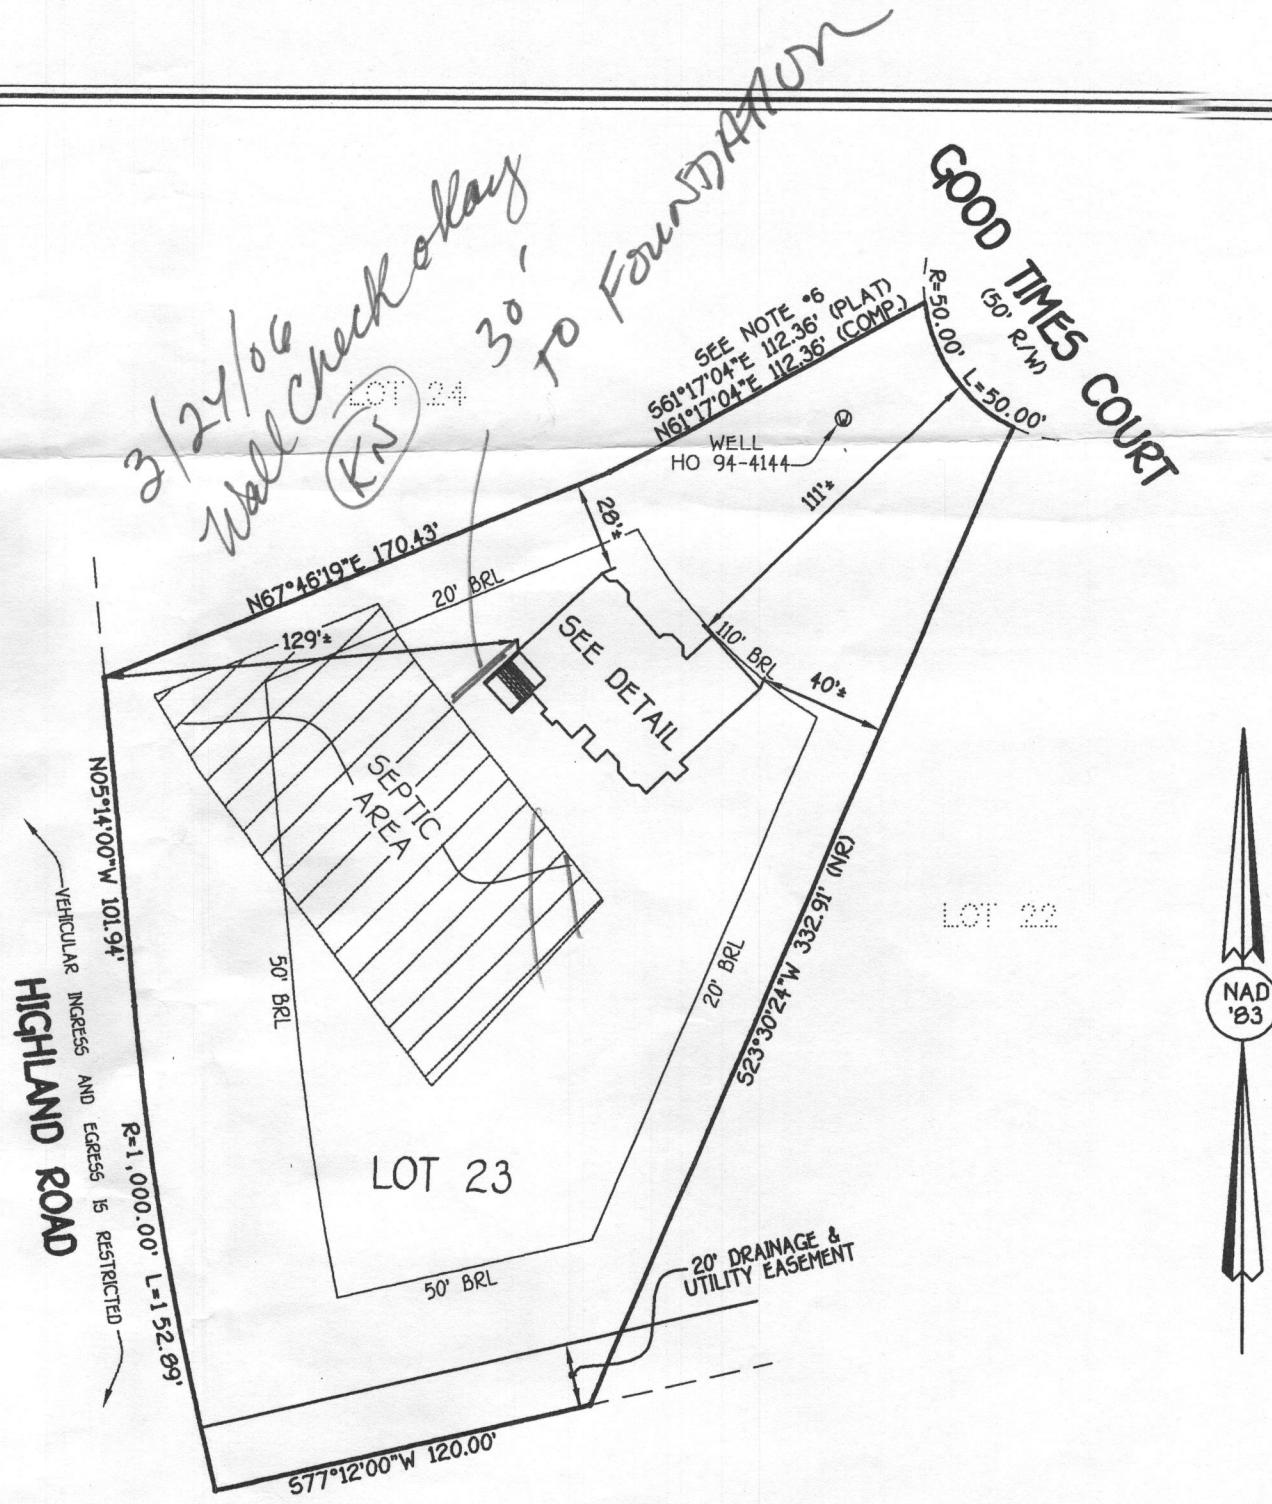 3/24/06
Wall Check okay
KN
30'
TO FOUNDATION
GOOD TIMES COURT
(50' R/W)
R=50.00' L=50.00'
SEE NOTE *6
S61°17'04"E 112.36' (PLAT)
N61°17'04"E 112.36' (COMP.)
LOT 24
WELL
HO 94-4144
111'±
28'±
N67°46'19"E 170.43'
20' BRL
129'±
SEE DETAIL
110' BRL
40'±
SEPTIC
AREA
N05°14'00"W 101.94'
VEHICULAR INGRESS AND EGRESS IS RESTRICTED
HIGHLAND ROAD
R=1,000.00' L=152.89'
50' BRL
S23°30'24"W 332.91' (NR)
20' BRL
LOT 22
NAD
'83
LOT 23
50' BRL
20' DRAINAGE &
UTILITY EASEMENT
S77°12'00"W 120.00'